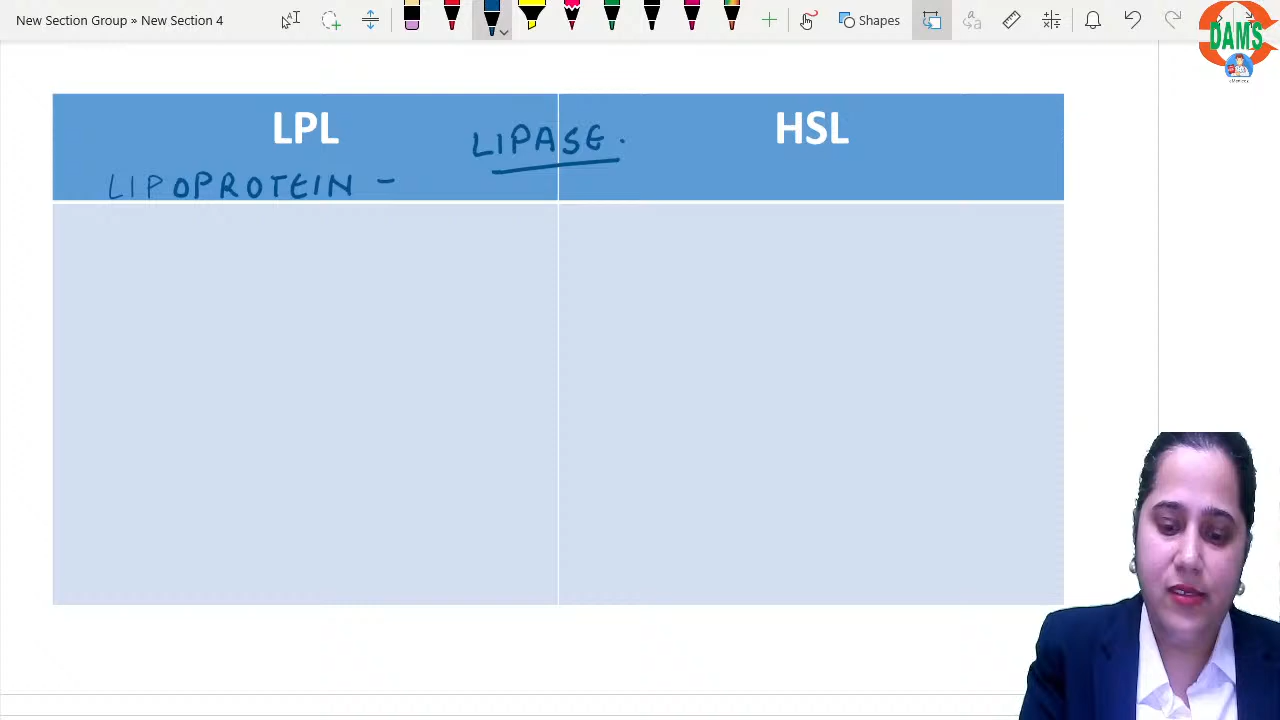 New Section Group » New Section 4
Shapes
DAMS
LPL
HSL
LIPASE.
LIPOPROTEIN -